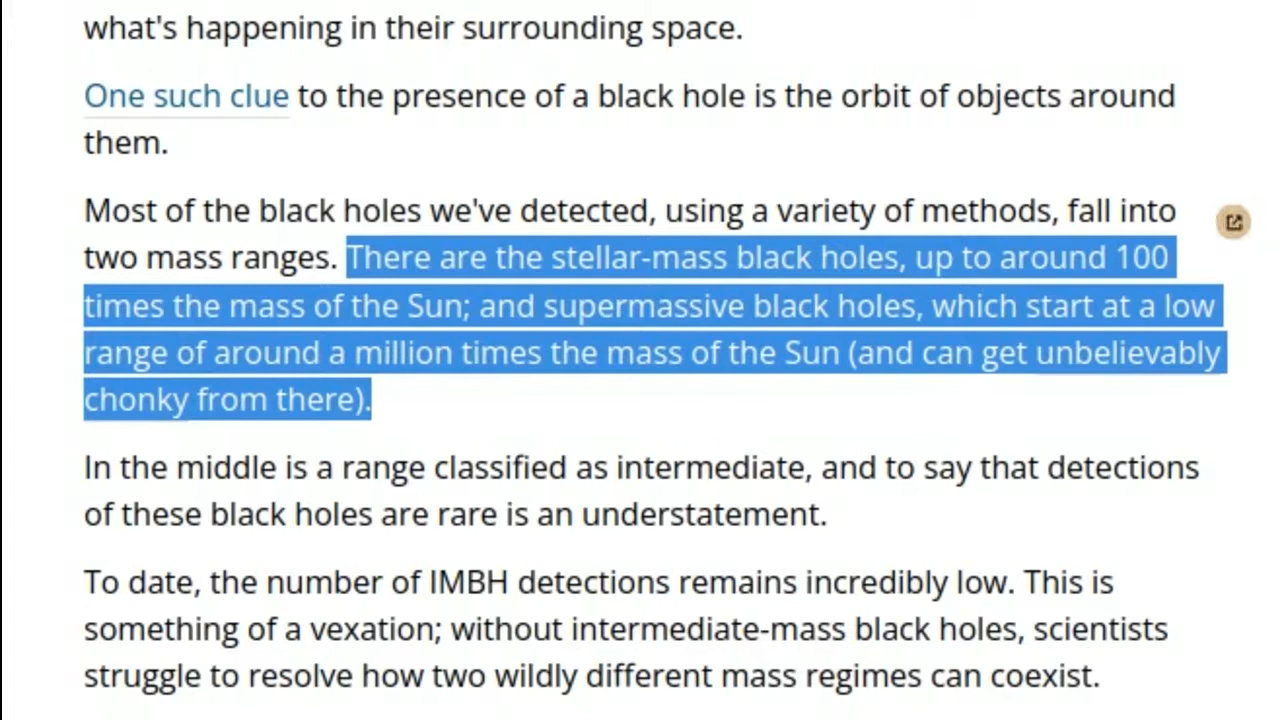 what's happening in their surrounding space.
One such clue to the presence of a black hole is the orbit of objects around
them.
Most of the black holes we've detected, using a variety of methods, fall into
two mass ranges. There are the stellar-mass black holes, up to around 100
times the mass of the Sun; and supermassive black holes, which start at a low
range of around a million times the mass of the Sun (and can get unbelievably
chonky from there).
In the middle is a range classified as intermediate, and to say that detections
of these black holes are rare is an understatement.
To date, the number of IMBH detections remains incredibly low. This is
something of a vexation; without intermediate-mass black holes, scientists
struggle to resolve how two wildly different mass regimes can coexist.